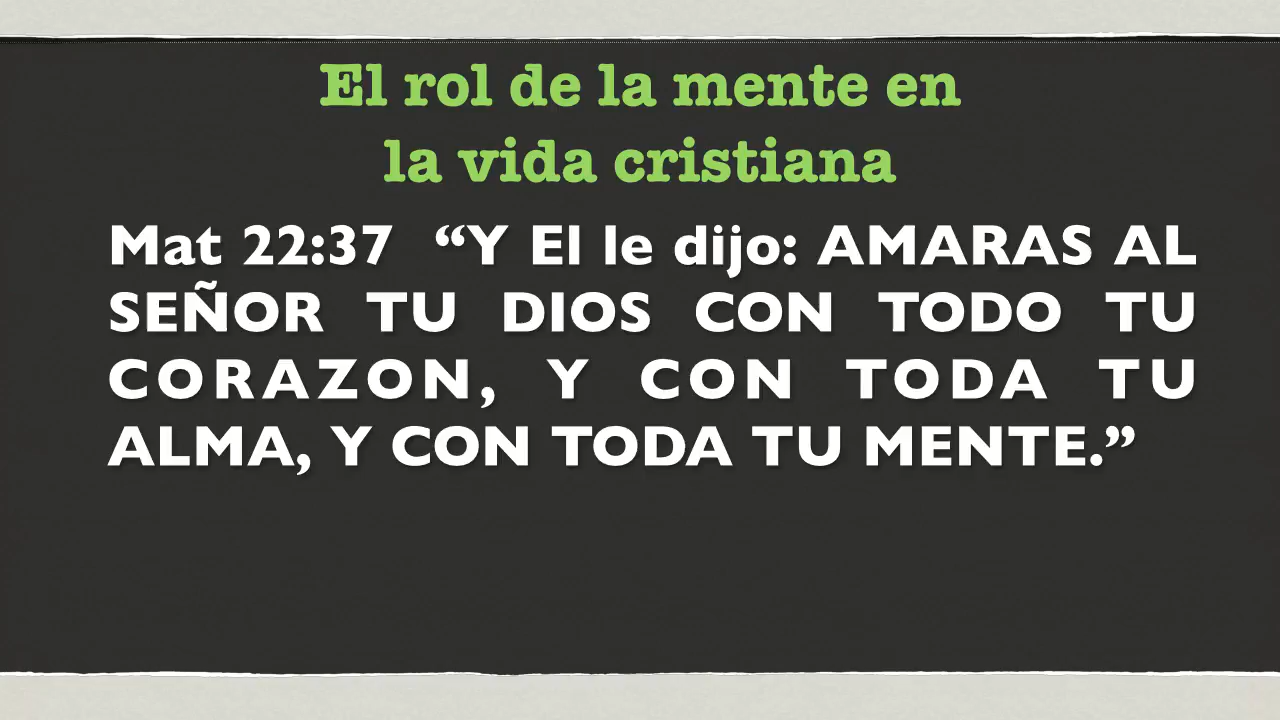 El rol de la mente en
la vida cristiana
Mat 22:37 “Y El le dijo: AMARAS AL
SEÑOR TU DIOS CON TODO TU
CORAZON, Y CON TODA TU
ALMA, Y CON TODA TU MENTE.”